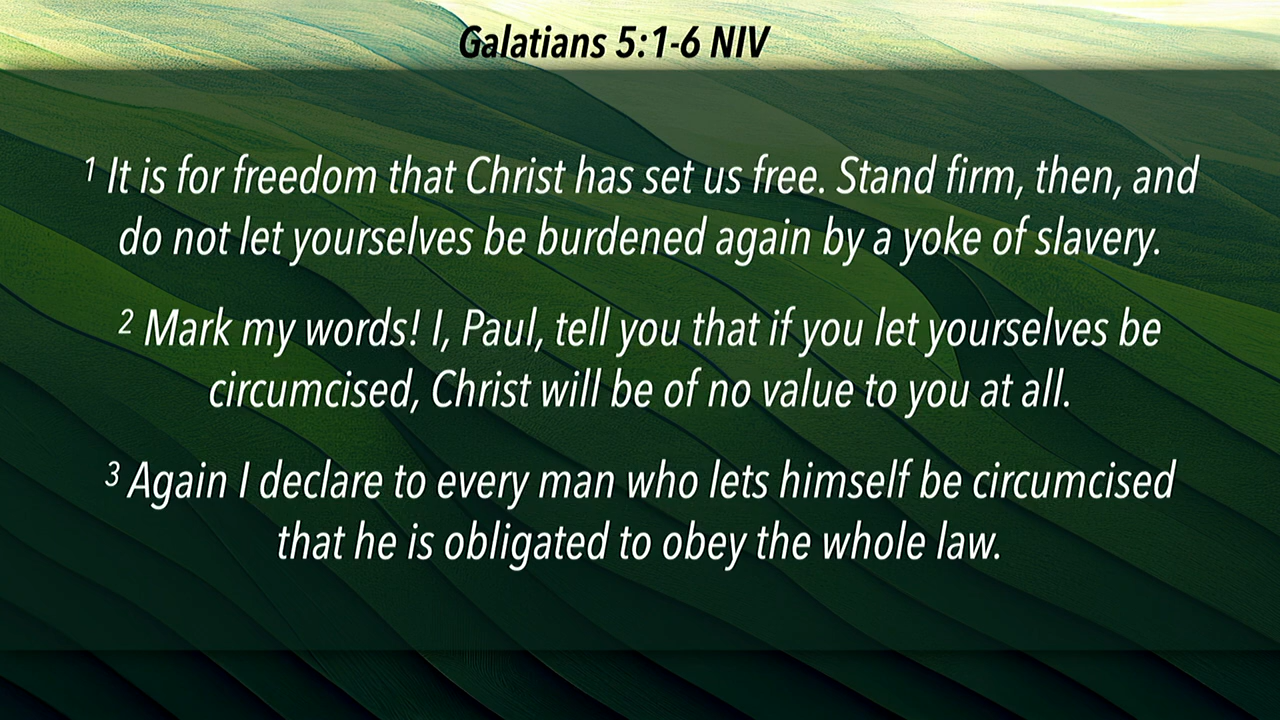 Galatians 5:1-6 NIV
1 It is for freedom that Christ has set us free. Stand firm, then, and
do not let yourselves be burdened again by a yoke of slavery.
2 Mark my words! I, Paul, tell you that if you let yourselves be
circumcised, Christ will be of no value to you at all.
3 Again I declare to every man who lets himself be circumcised
that he is obligated to obey the whole law.